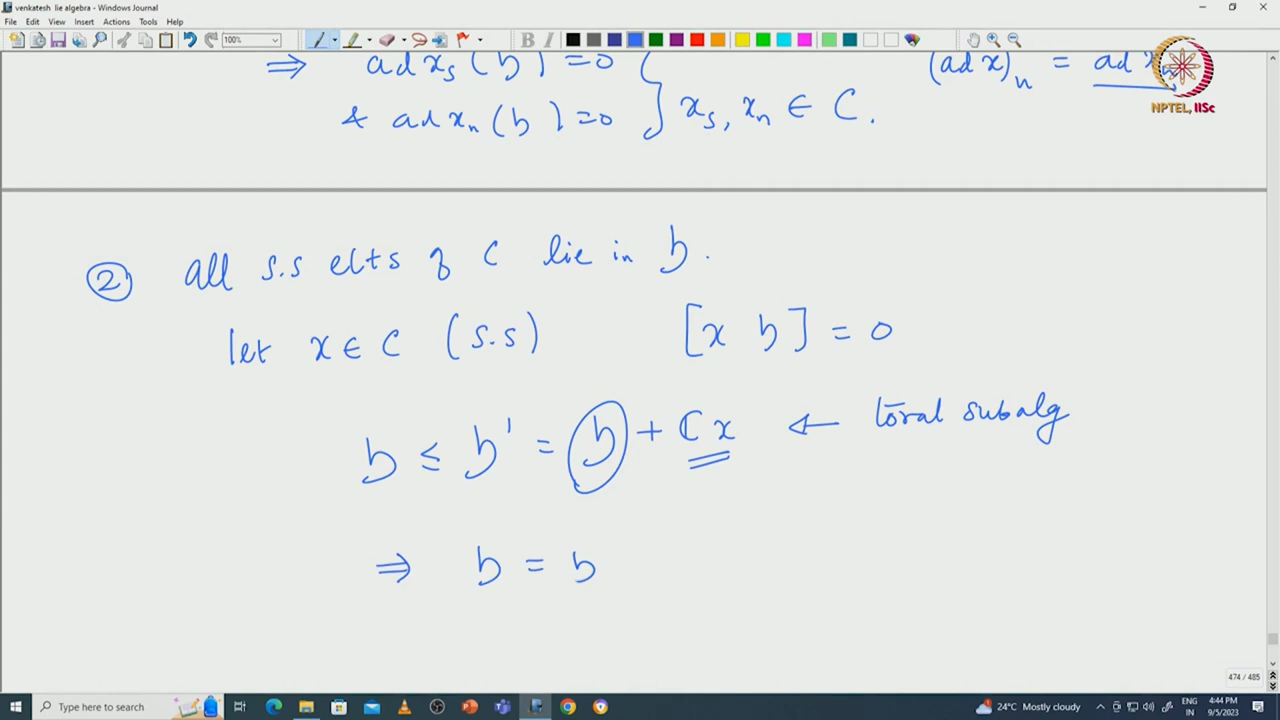 venkatesh lie algebra - Windows Journal
File Edit View Insert Actions Tools Help
100%
B I
⇒ ad x_s (h) = 0 (ad x)_n = ad x_n
& ad x_n (h) = 0 } x_s, x_n ∈ C.
NPTEL, IISc
② all s.s elts of C lie in h.
let x ∈ C (s.s) [x h] = 0
h ≤ h' = h + ℂx ← toral subalg
⇒ h = h
474 / 485
Type here to search
24°C Mostly cloudy
ENG
IN
4:44 PM
9/5/2023